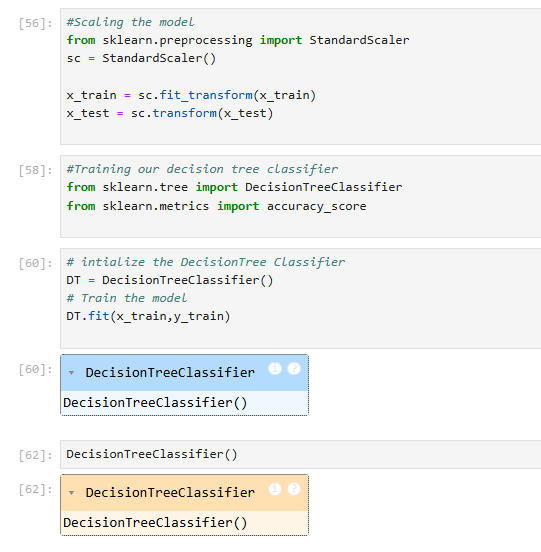 [56]: #Scaling the model
from sklearn.preprocessing import StandardScaler
sc = StandardScaler()
x_train = sc.fit_transform(x_train)
x_test = sc.transform(x_test)
[58]: #Training our decision tree classifier
from sklearn.tree import DecisionTreeClassifier
from sklearn.metrics import accuracy_score
[60]: # intialize the DecisionTree Classifier
DT = DecisionTreeClassifier()
# Train the model
DT.fit(x_train,y_train)
[60]: ▾ DecisionTreeClassifier i ?
DecisionTreeClassifier()
[62]: DecisionTreeClassifier()
[62]: ▾ DecisionTreeClassifier i ?
DecisionTreeClassifier()